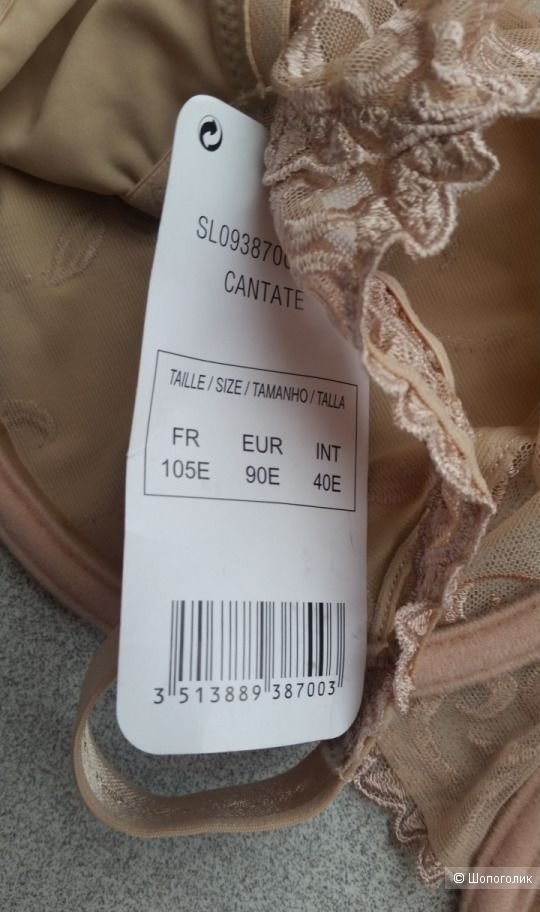 SL093870
CANTATE
TAILLE / SIZE / TAMANHO / TALLA
FR EUR INT
105E 90E 40E
3 513889 387003
© Шопоголик